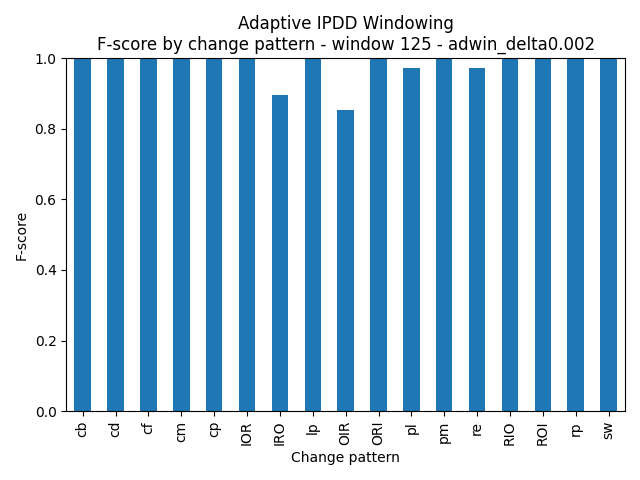 Adaptive IPDD Windowing
F-score by change pattern - window 125 - adwin_delta0.002
1.0
0.8
0.6
0.4
0.2
0.0
F-score
cb
cd
cf
cm
cp
IOR
IRO
lp
OIR
ORI
pl
pm
re
RIO
ROI
rp
sw
Change pattern